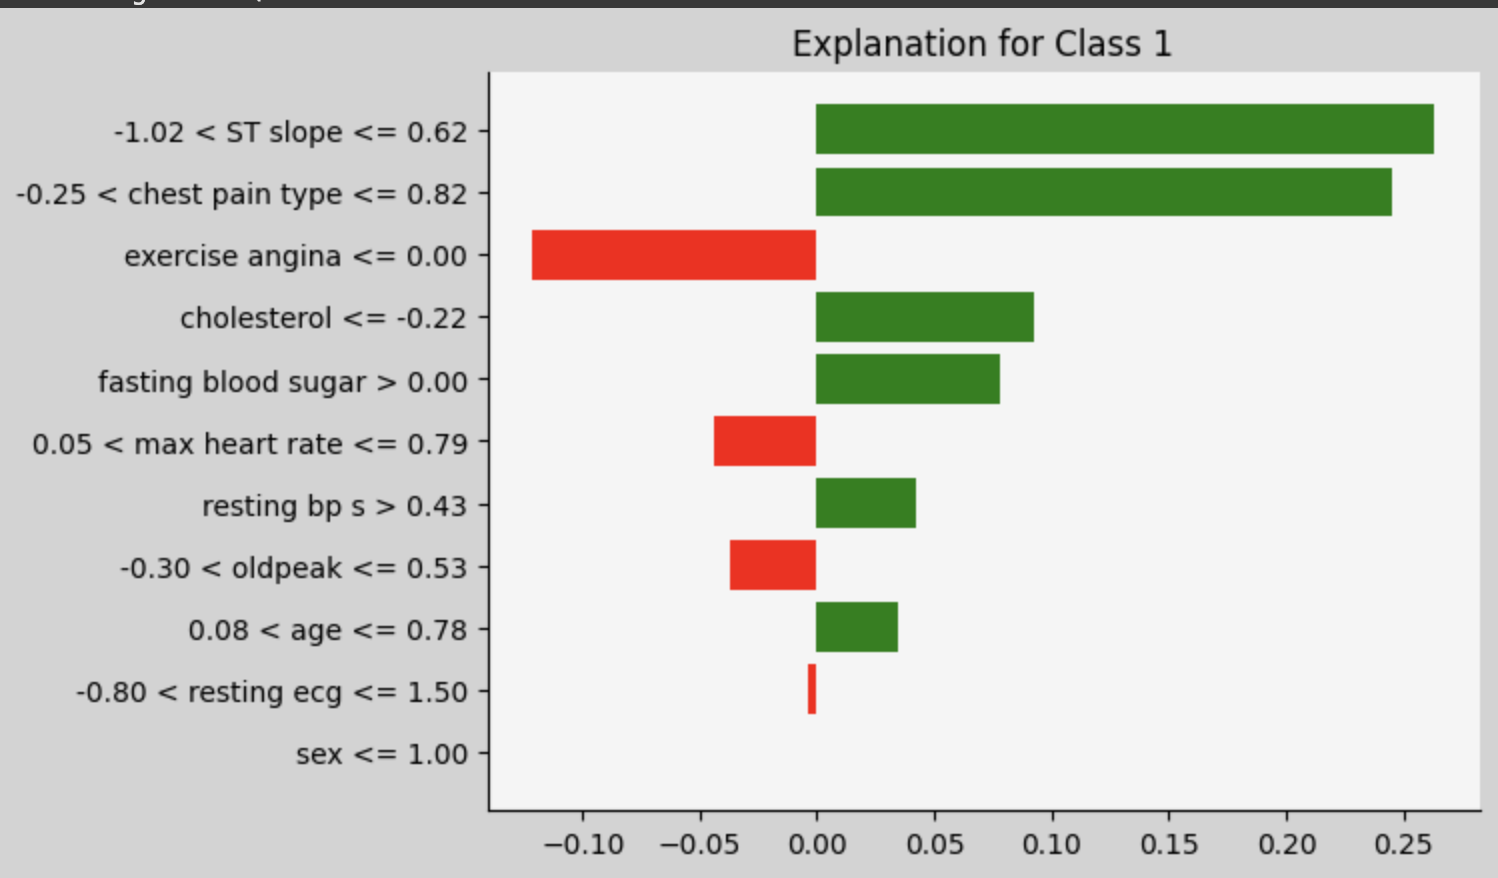 Explanation for Class 1
-1.02 < ST slope <= 0.62
-0.25 < chest pain type <= 0.82
exercise angina <= 0.00
cholesterol <= -0.22
fasting blood sugar > 0.00
0.05 < max heart rate <= 0.79
resting bp s > 0.43
-0.30 < oldpeak <= 0.53
0.08 < age <= 0.78
-0.80 < resting ecg <= 1.50
sex <= 1.00
−0.10 −0.05 0.00 0.05 0.10 0.15 0.20 0.25